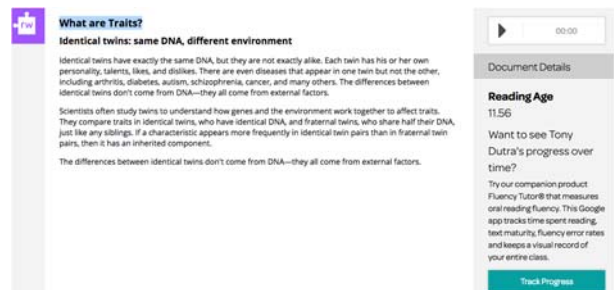 rw
What are Traits?
Identical twins: same DNA, different environment
Identical twins have exactly the same DNA, but they are not exactly alike. Each twin has his or her own
personality, talents, likes, and dislikes. There are even diseases that appear in one twin but not the other,
including arthritis, diabetes, autism, schizophrenia, cancer, and many others. The differences between
identical twins don't come from DNA—they all come from external factors.
Scientists often study twins to understand how genes and the environment work together to affect traits.
They compare traits in identical twins, who have identical DNA, and fraternal twins, who share half their DNA,
just like any siblings. If a characteristic appears more frequently in identical twin pairs than in fraternal twin
pairs, then it has an inherited component.
The differences between identical twins don't come from DNA—they all come from external factors.
00:00
Document Details
Reading Age
11.56
Want to see Tony
Dutra's progress over
time?
Try our companion product
Fluency Tutor® that measures
oral reading fluency. This Google
app tracks time spent reading,
text maturity, fluency error rates
and keeps a visual record of
your entire class.
Track Progress